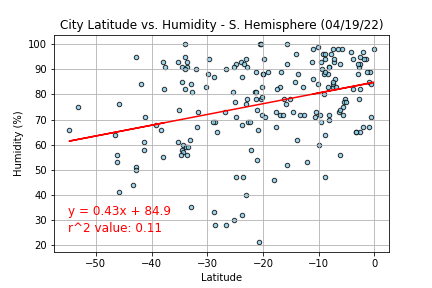 City Latitude vs. Humidity - S. Hemisphere (04/19/22)
100
90
80
70
60
50
40
30
20
Humidity (%)
y = 0.43x + 84.9
r^2 value: 0.11
−50 −40 −30 −20 −10 0
Latitude